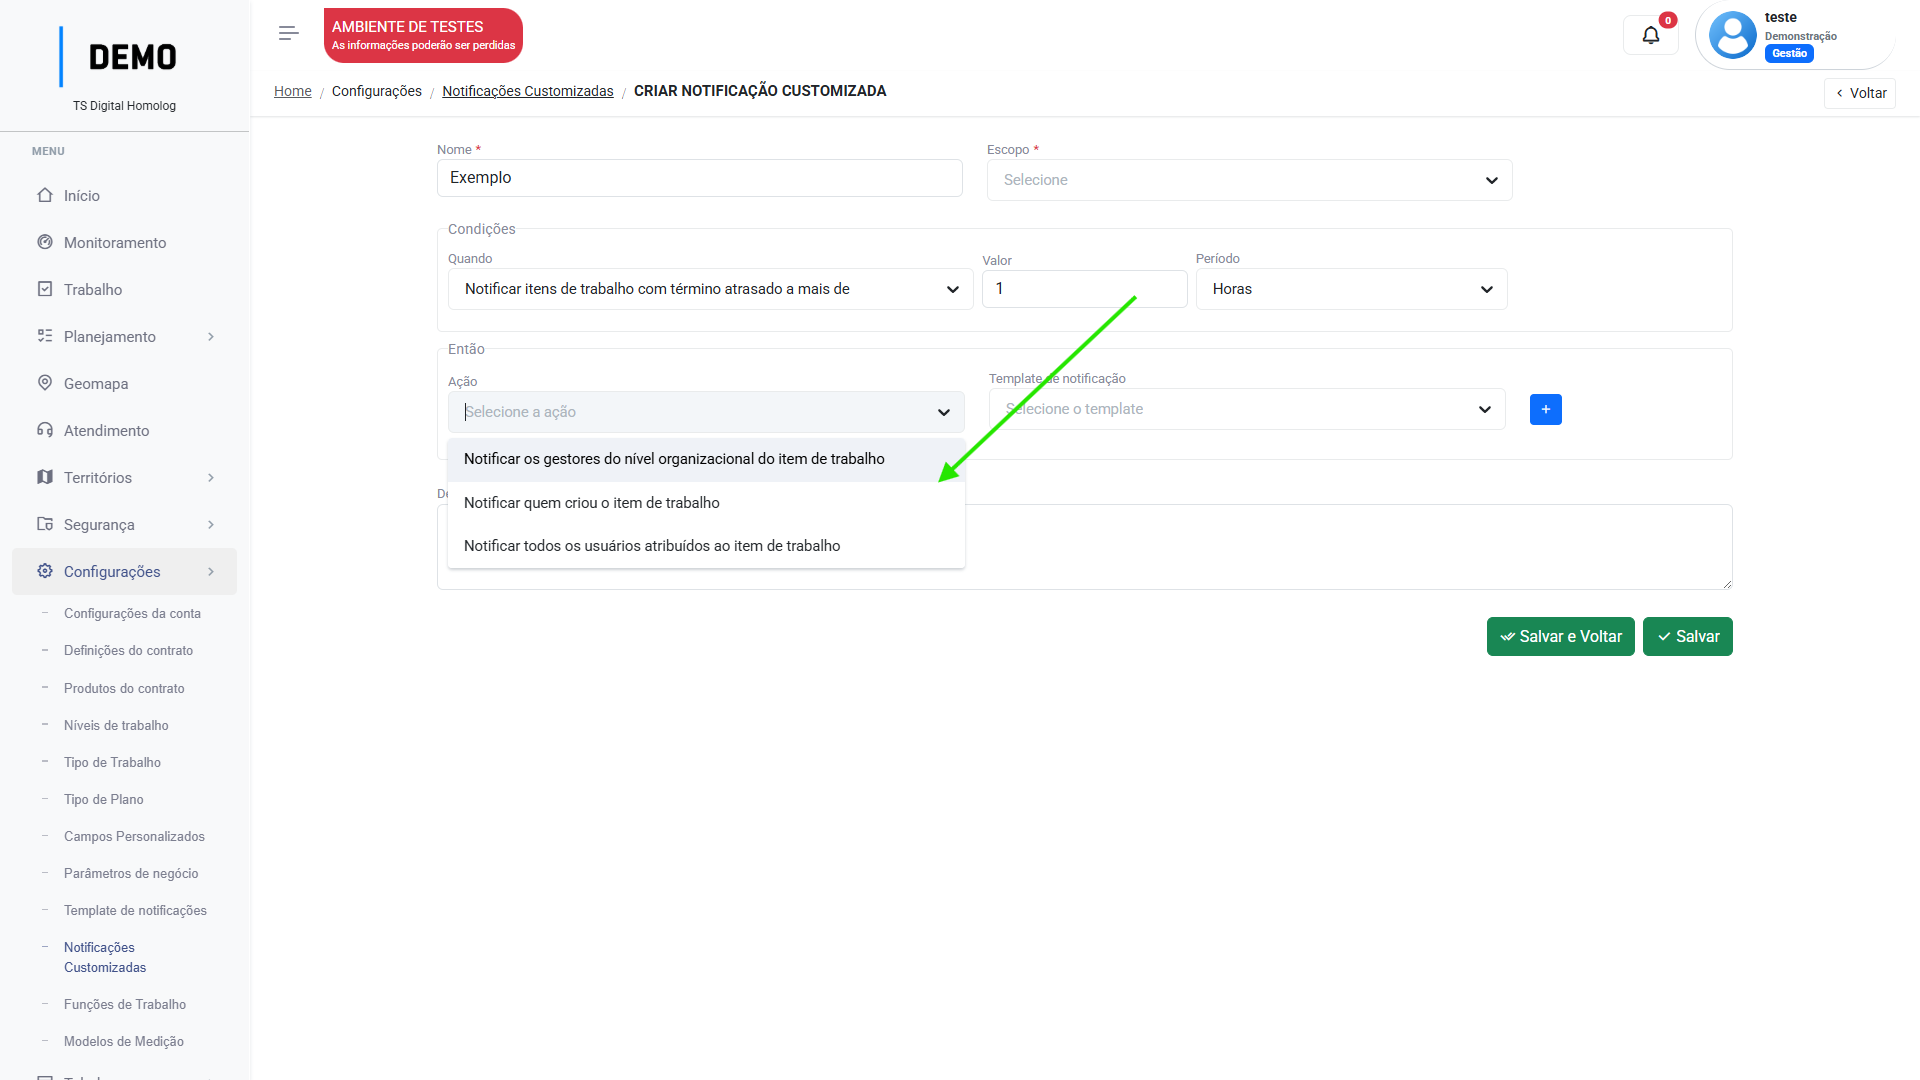 DEMO
TS Digital Homolog
MENU
Início
Monitoramento
Trabalho
Planejamento
Geomapa
Atendimento
Territórios
Segurança
Configurações
Configurações da conta
Definições do contrato
Produtos do contrato
Níveis de trabalho
Tipo de Trabalho
Tipo de Plano
Campos Personalizados
Parâmetros de negócio
Template de notificações
Notificações
Customizadas
Funções de Trabalho
Modelos de Medição
AMBIENTE DE TESTES
As informações poderão ser perdidas
0
teste
Demonstração
Gestão
Home / Configurações / Notificações Customizadas / CRIAR NOTIFICAÇÃO CUSTOMIZADA
Voltar
Nome *
Exemplo
Escopo *
Selecione
Condições
Quando
Notificar itens de trabalho com término atrasado a mais de
Valor
1
Período
Horas
Então
Ação
Selecione a ação
Template de notificação
Selecione o template
+
Notificar os gestores do nível organizacional do item de trabalho
Notificar quem criou o item de trabalho
Notificar todos os usuários atribuídos ao item de trabalho
Salvar e Voltar
Salvar